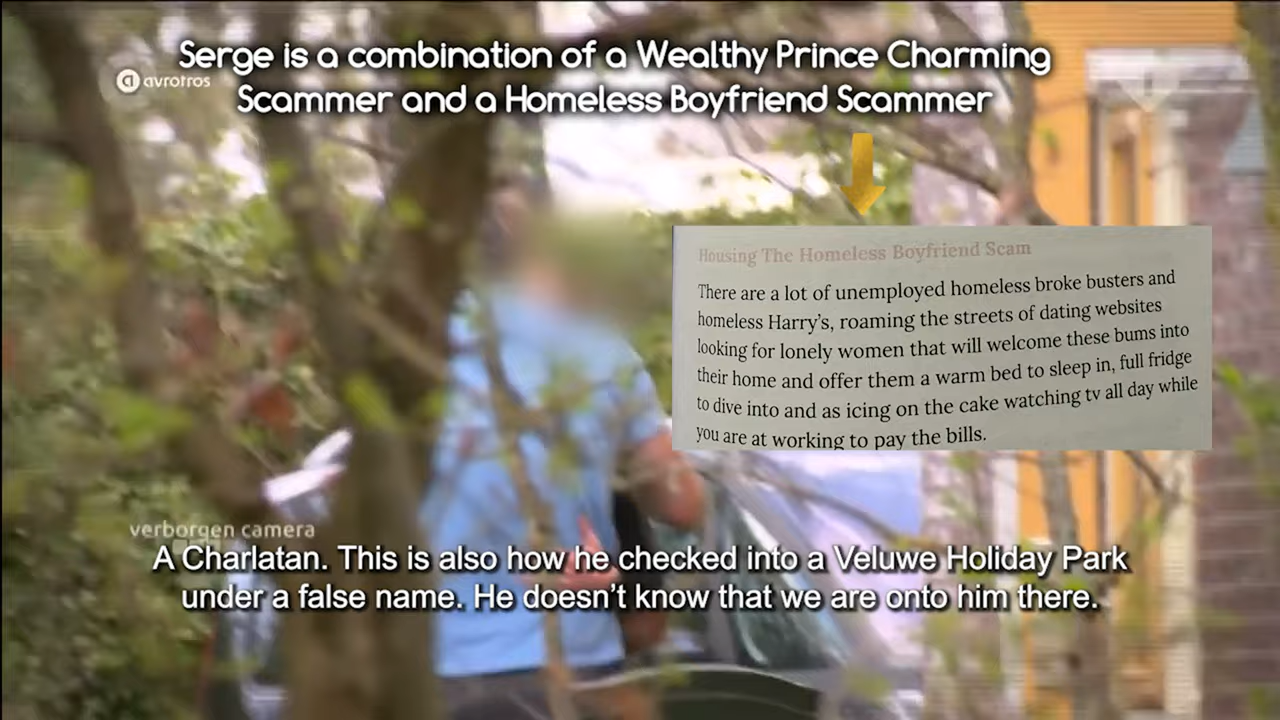 Serge is a combination of a Wealthy Prince Charming
avrotros
Scammer and a Homeless Boyfriend Scammer
Housing The Homeless Boyfriend Scam
There are a lot of unemployed homeless broke busters and
homeless Harry's, roaming the streets of dating websites
looking for lonely women that will welcome these bums into
their home and offer them a warm bed to sleep in, full fridge
to dive into and as icing on the cake watching tv all day while
you are at working to pay the bills.
verborgen camera
A Charlatan. This is also how he checked into a Veluwe Holiday Park
under a false name. He doesn't know that we are onto him there.